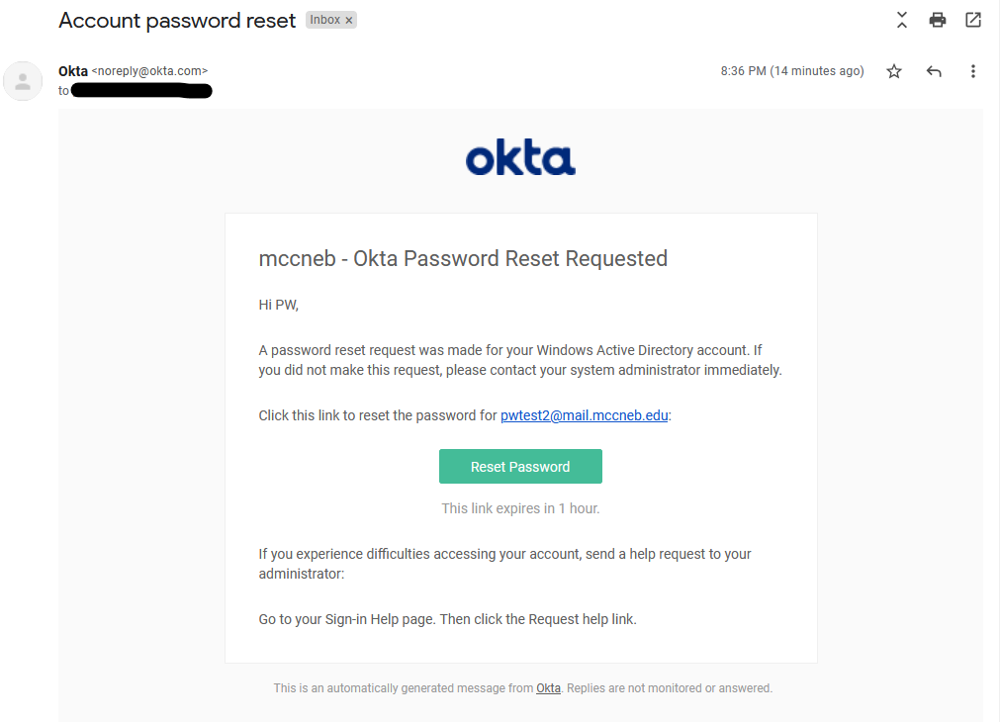 Account password reset Inbox ×
Okta <noreply@okta.com> 8:36 PM (14 minutes ago)
to
okta
mccneb - Okta Password Reset Requested
Hi PW,
A password reset request was made for your Windows Active Directory account. If
you did not make this request, please contact your system administrator immediately.
Click this link to reset the password for pwtest2@mail.mccneb.edu:
Reset Password
This link expires in 1 hour.
If you experience difficulties accessing your account, send a help request to your
administrator:
Go to your Sign-in Help page. Then click the Request help link.
This is an automatically generated message from Okta. Replies are not monitored or answered.